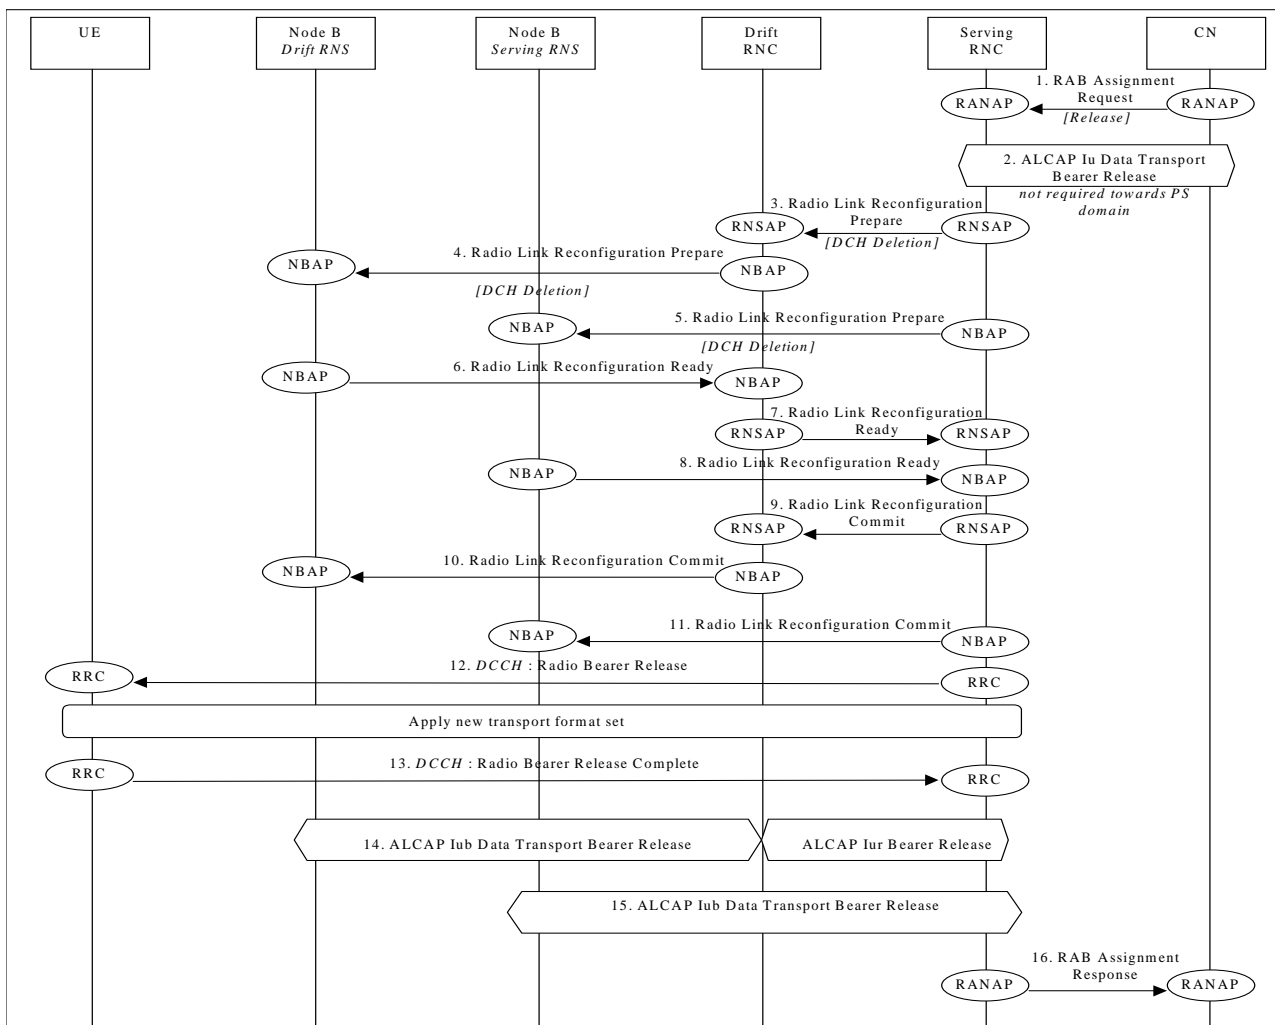 UE
Node B
Drift RNS
Node B
Serving RNS
Drift
RNC
Serving
RNC
CN
1. RAB Assignment
Request
[Release]
RANAP
RANAP
2. ALCAP Iu Data Transport
Bearer Release
not required towards PS
domain
3. Radio Link Reconfiguration
Prepare
[DCH Deletion]
RNSAP
RNSAP
4. Radio Link Reconfiguration Prepare
[DCH Deletion]
NBAP
NBAP
5. Radio Link Reconfiguration Prepare
[DCH Deletion]
NBAP
NBAP
6. Radio Link Reconfiguration Ready
NBAP
NBAP
7. Radio Link Reconfiguration
Ready
RNSAP
RNSAP
8. Radio Link Reconfiguration Ready
NBAP
NBAP
9. Radio Link Reconfiguration
Commit
RNSAP
RNSAP
10. Radio Link Reconfiguration Commit
NBAP
NBAP
11. Radio Link Reconfiguration Commit
NBAP
NBAP
12. DCCH : Radio Bearer Release
RRC
RRC
Apply new transport format set
13. DCCH : Radio Bearer Release Complete
RRC
RRC
14. ALCAP Iub Data Transport Bearer Release
ALCAP Iur Bearer Release
15. ALCAP Iub Data Transport Bearer Release
16. RAB Assignment
Response
RANAP
RANAP